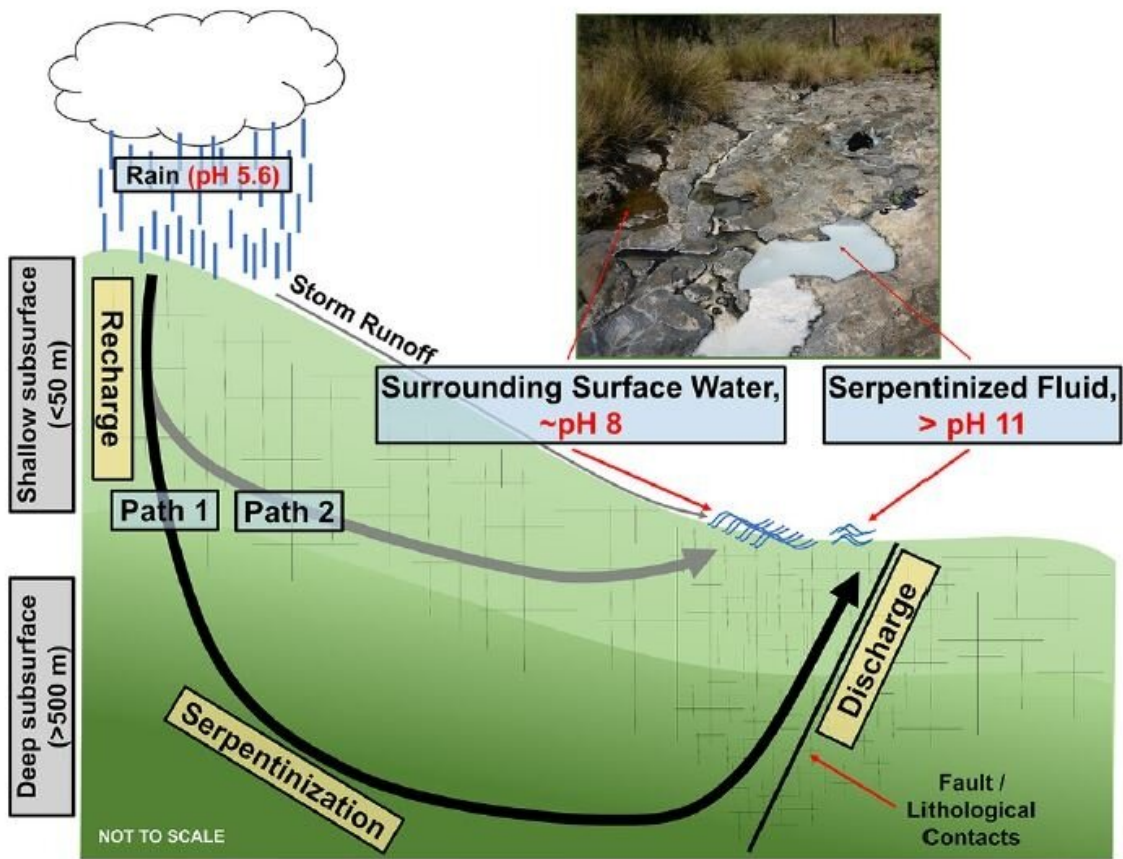 Rain (pH 5.6)
Storm Runoff
Shallow subsurface
(<50 m)
Recharge
Surrounding Surface Water,
~pH 8
Serpentinized Fluid,
> pH 11
Path 1
Path 2
Deep subsurface
(>500 m)
Serpentinization
Discharge
Fault /
Lithological
Contacts
NOT TO SCALE